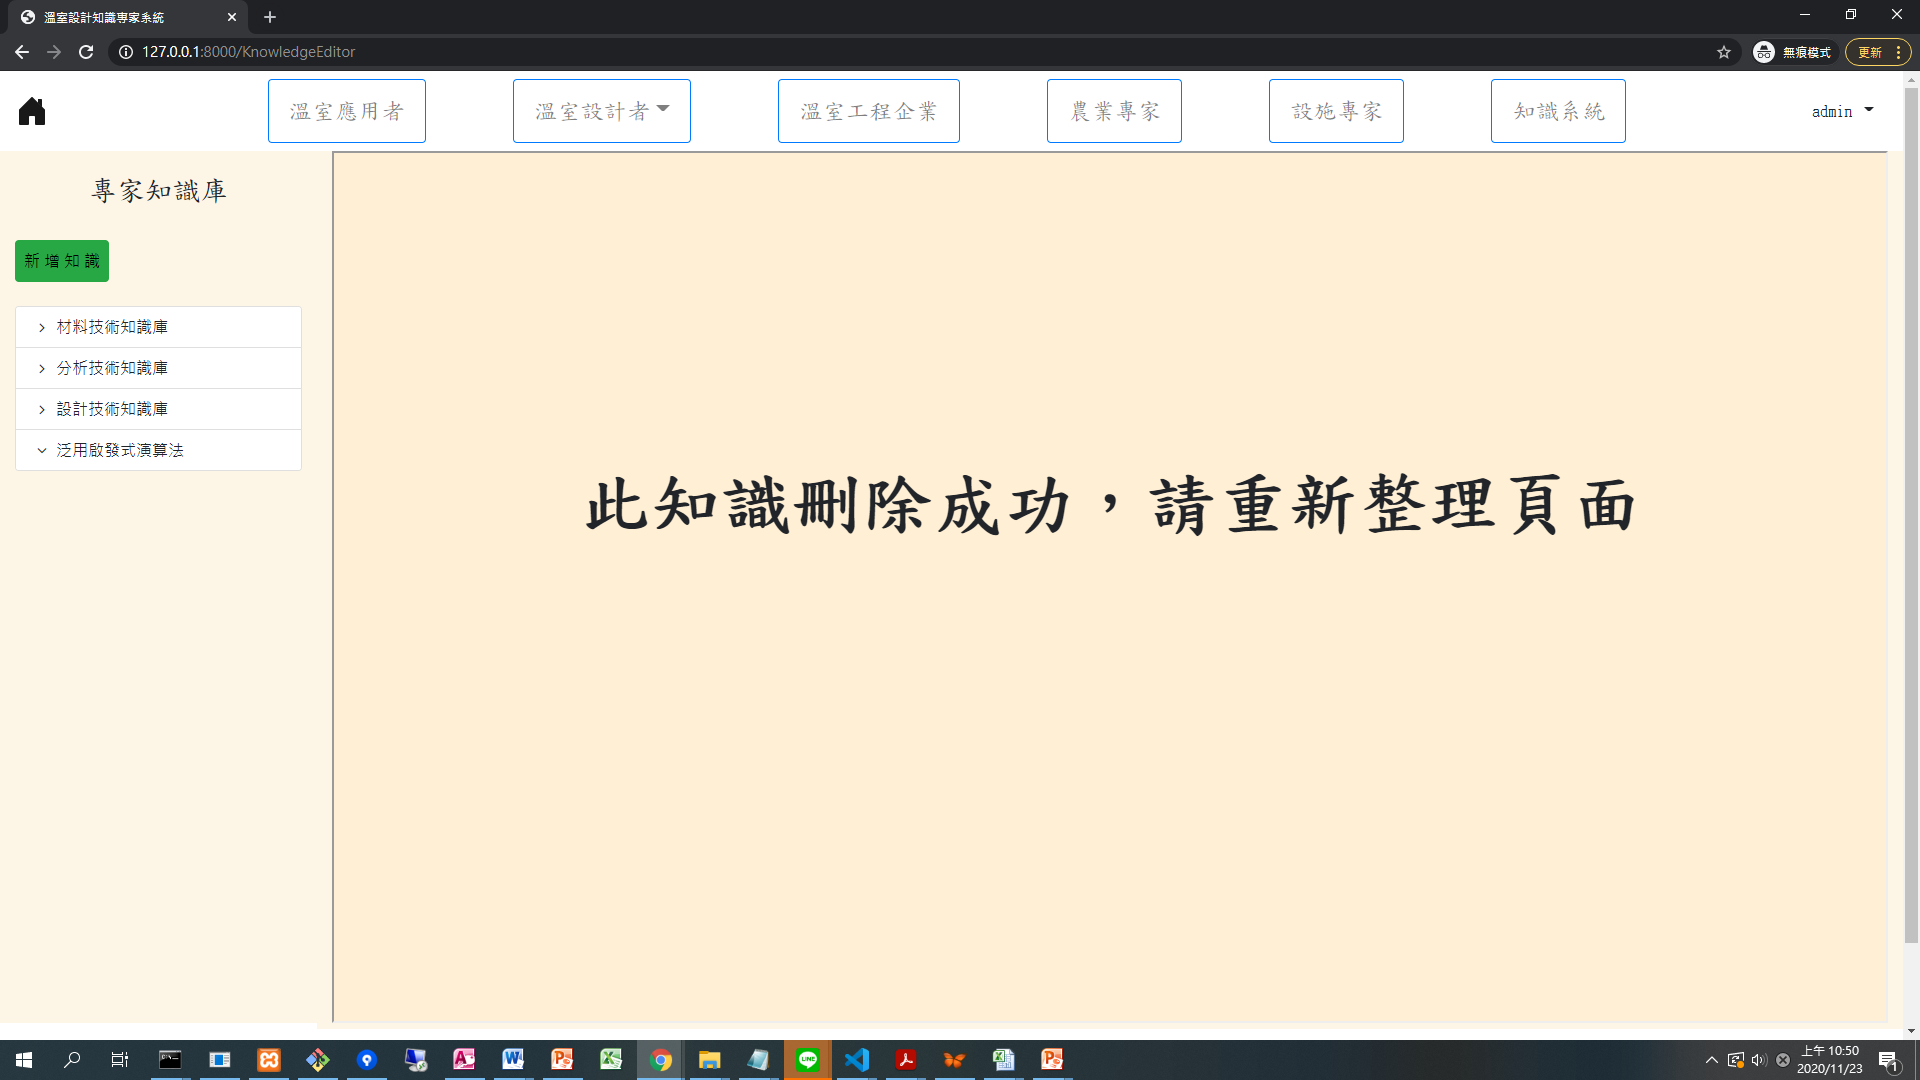 溫室設計知識專家系統
127.0.0.1:8000/KnowledgeEditor
無痕模式
更新
溫室應用者
溫室設計者
溫室工程企業
農業專家
設施專家
知識系統
admin
專家知識庫
新增知識
材料技術知識庫
分析技術知識庫
設計技術知識庫
泛用啟發式演算法
此知識刪除成功，請重新整理頁面
LINE
上午 10:50
2020/11/23
1